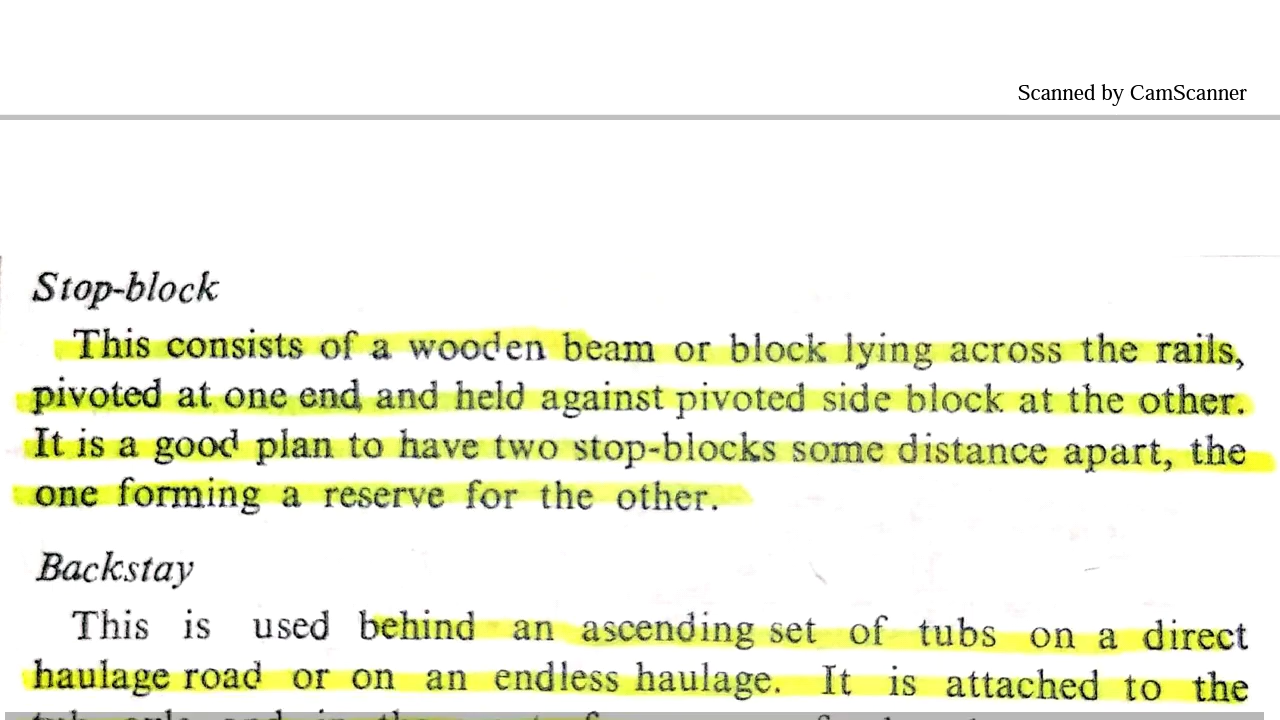 Scanned by CamScanner
Stop-block
This consists of a wooden beam or block lying across the rails,
pivoted at one end and held against pivoted side block at the other.
It is a good plan to have two stop-blocks some distance apart, the
one forming a reserve for the other.
Backstay
This is used behind an ascending set of tubs on a direct
haulage road or on an endless haulage. It is attached to the